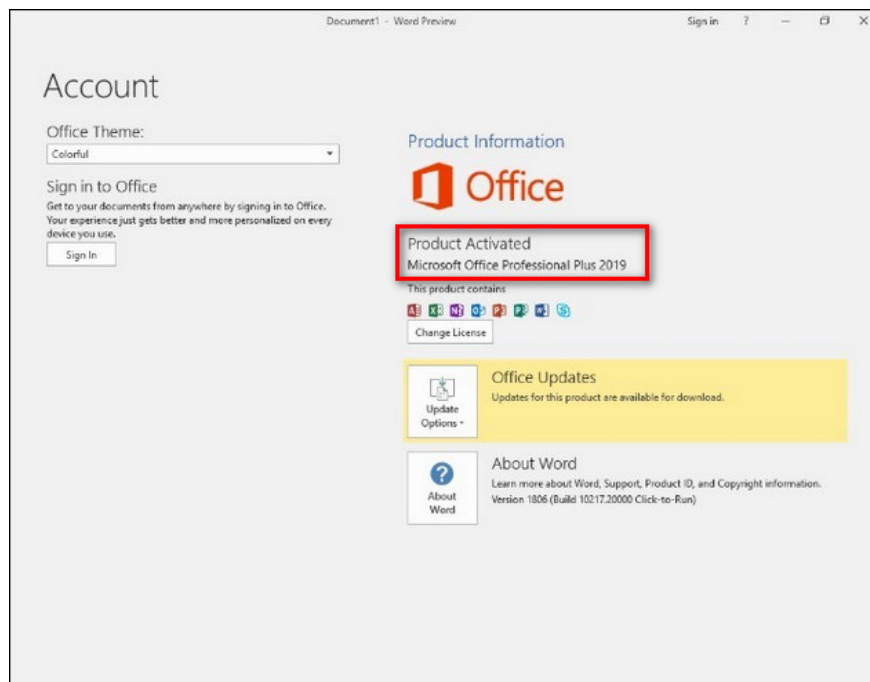 Document1 - Word Preview
Sign in ?
Account
Office Theme:
Colorful
Sign in to Office
Get to your documents from anywhere by signing in to Office.
Your experience just gets better and more personalized on every
device you use.
Sign In
Product Information
Office
Product Activated
Microsoft Office Professional Plus 2019
This product contains
Change License
Update
Options
Office Updates
Updates for this product are available for download.
About
Word
About Word
Learn more about Word, Support, Product ID, and Copyright information.
Version 1806 (Build 10217.20000 Click-to-Run)